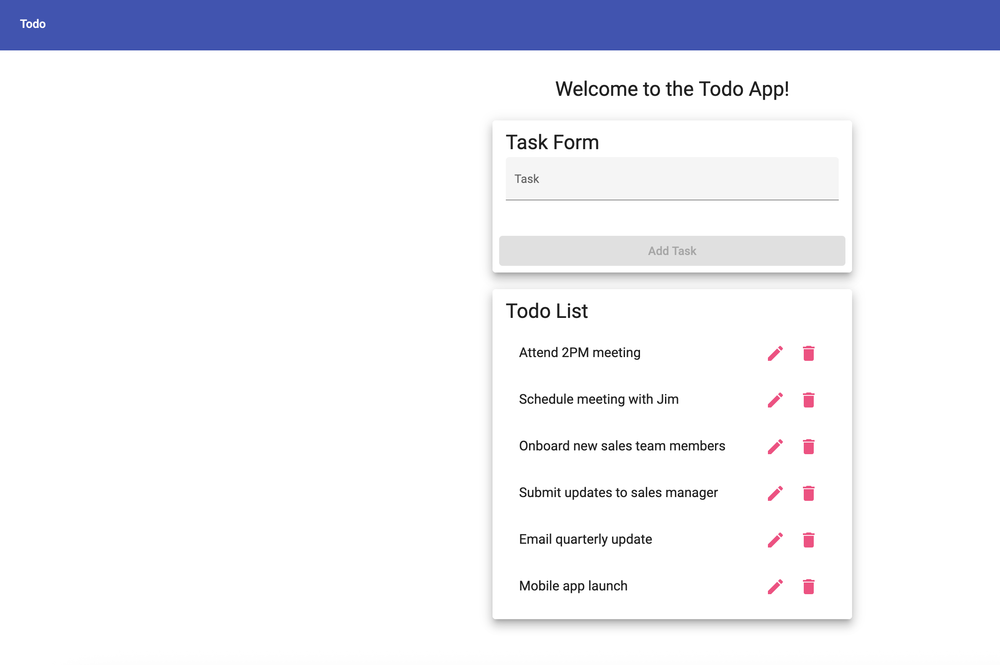 Todo
Welcome to the Todo App!
Task Form
Task
Add Task
Todo List
Attend 2PM meeting
Schedule meeting with Jim
Onboard new sales team members
Submit updates to sales manager
Email quarterly update
Mobile app launch